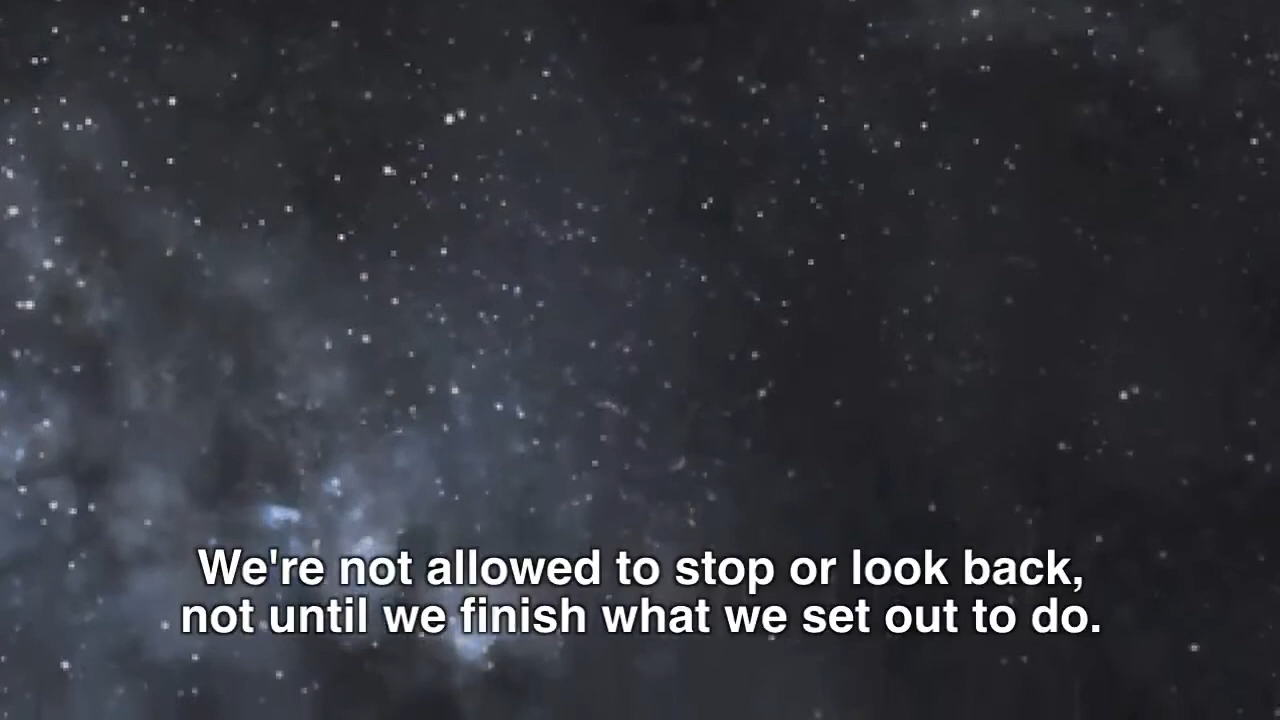 We're not allowed to stop or look back,
not until we finish what we set out to do.